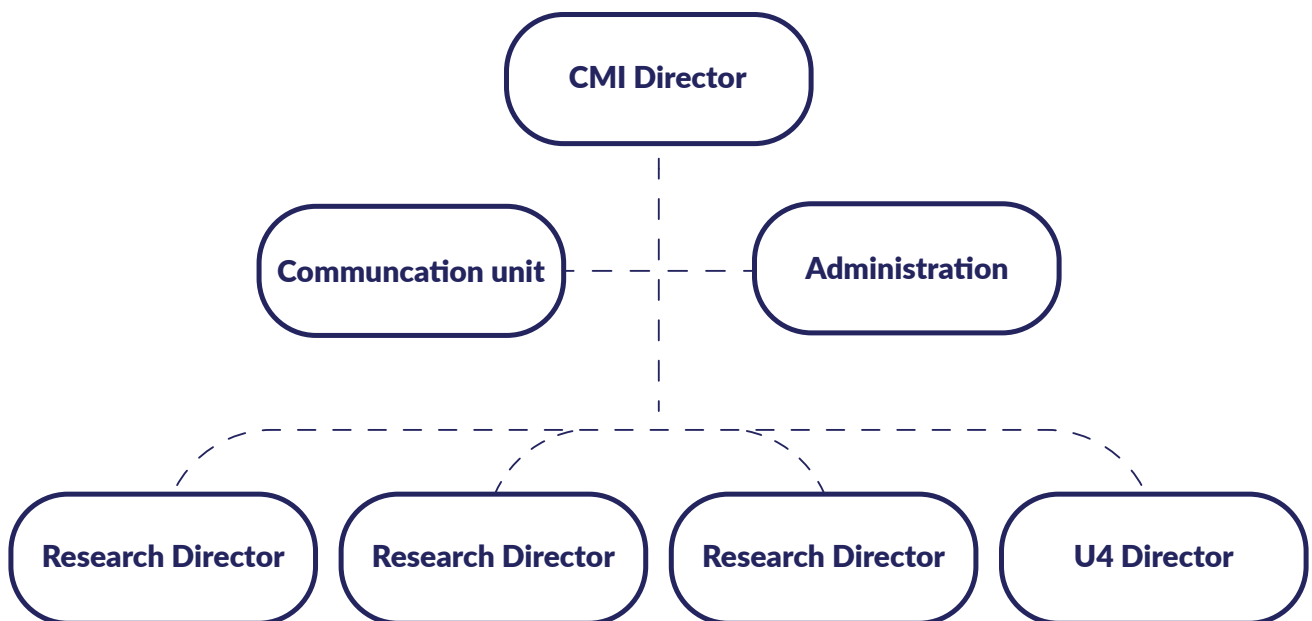 CMI Director
Communcation unit
Administration
Research Director
Research Director
Research Director
U4 Director